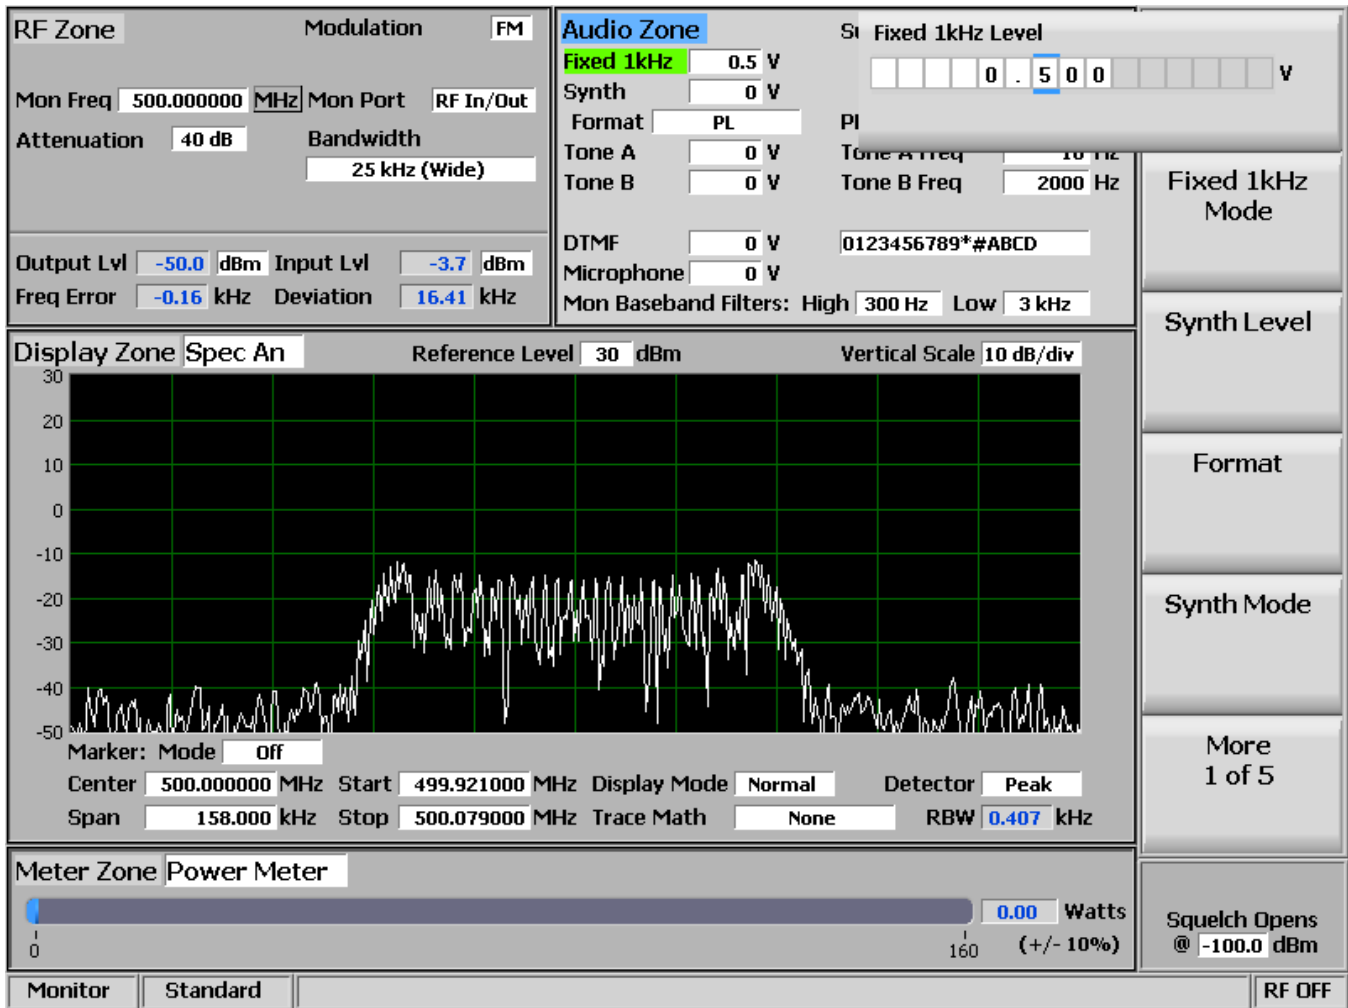 RF Zone Modulation FM
Mon Freq 500.000000 MHz Mon Port RF In/Out
Attenuation 40 dB Bandwidth
25 kHz (Wide)
Output Lvl -50.0 dBm Input Lvl -3.7 dBm
Freq Error -0.16 kHz Deviation 16.41 kHz
Audio Zone
Fixed 1kHz 0.5 V
Synth 0 V
Format PL
Tone A 0 V Tone A Freq 10 Hz
Tone B 0 V Tone B Freq 2000 Hz
DTMF 0 V 0123456789*#ABCD
Microphone 0 V
Mon Baseband Filters: High 300 Hz Low 3 kHz
Fixed 1kHz Level
0.500 V
Fixed 1kHz
Mode
Synth Level
Format
Synth Mode
More
1 of 5
Display Zone Spec An Reference Level 30 dBm Vertical Scale 10 dB/div
30
20
10
0
-10
-20
-30
-40
-50
Marker: Mode Off
Center 500.000000 MHz Start 499.921000 MHz Display Mode Normal Detector Peak
Span 158.000 kHz Stop 500.079000 MHz Trace Math None RBW 0.407 kHz
Meter Zone Power Meter
0.00 Watts
0 160 (+/- 10%)
Squelch Opens
@ -100.0 dBm
Monitor Standard RF OFF